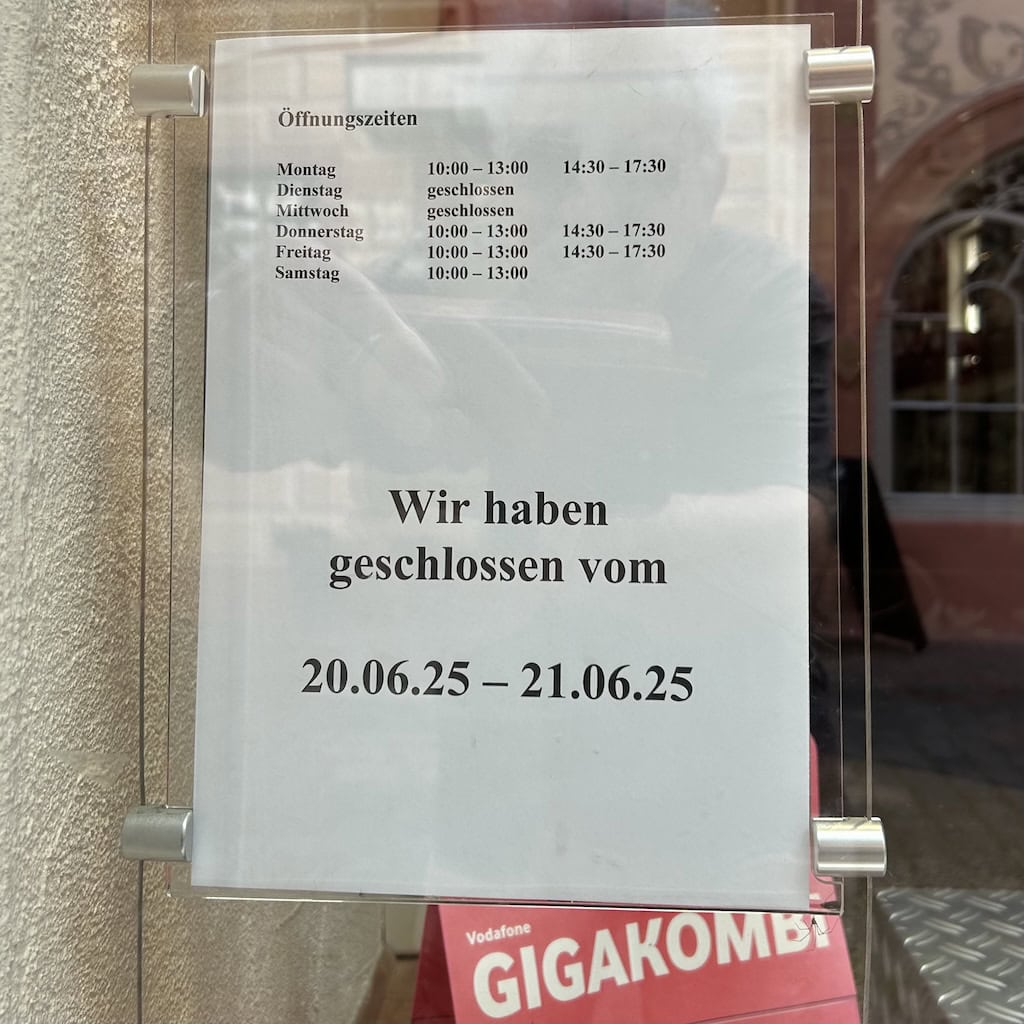 Öffnungszeiten
Montag 10:00 – 13:00 14:30 – 17:30
Dienstag geschlossen
Mittwoch geschlossen
Donnerstag 10:00 – 13:00 14:30 – 17:30
Freitag 10:00 – 13:00 14:30 – 17:30
Samstag 10:00 – 13:00
Wir haben
geschlossen vom
20.06.25 – 21.06.25
Vodafone
GIGAKOMBI